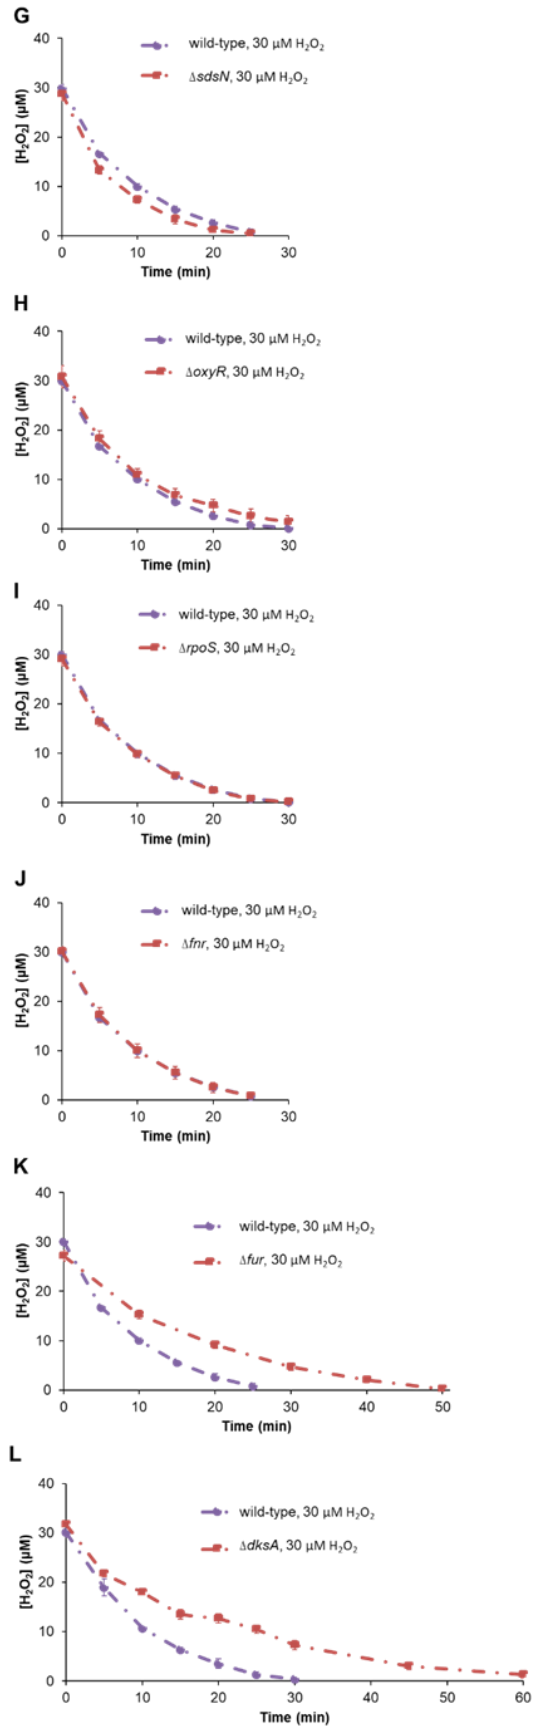 G
40
wild-type, 30 µM H₂O₂
ΔsdsN, 30 µM H₂O₂
30
20
10
0
[H₂O₂] (µM)
0 10 20 30
Time (min)
H
40
wild-type, 30 µM H₂O₂
ΔoxyR, 30 µM H₂O₂
30
20
10
0
[H₂O₂] (µM)
0 10 20 30
Time (min)
I
40
wild-type, 30 µM H₂O₂
ΔrpoS, 30 µM H₂O₂
30
20
10
0
[H₂O₂] (µM)
0 10 20 30
Time (min)
J
40
wild-type, 30 µM H₂O₂
Δfnr, 30 µM H₂O₂
30
20
10
0
[H₂O₂] (µM)
0 10 20 30
Time (min)
K
40
wild-type, 30 µM H₂O₂
Δfur, 30 µM H₂O₂
30
20
10
0
[H₂O₂] (µM)
0 10 20 30 40 50
Time (min)
L
40
wild-type, 30 µM H₂O₂
ΔdksA, 30 µM H₂O₂
30
20
10
0
[H₂O₂] (µM)
0 10 20 30 40 50 60
Time (min)